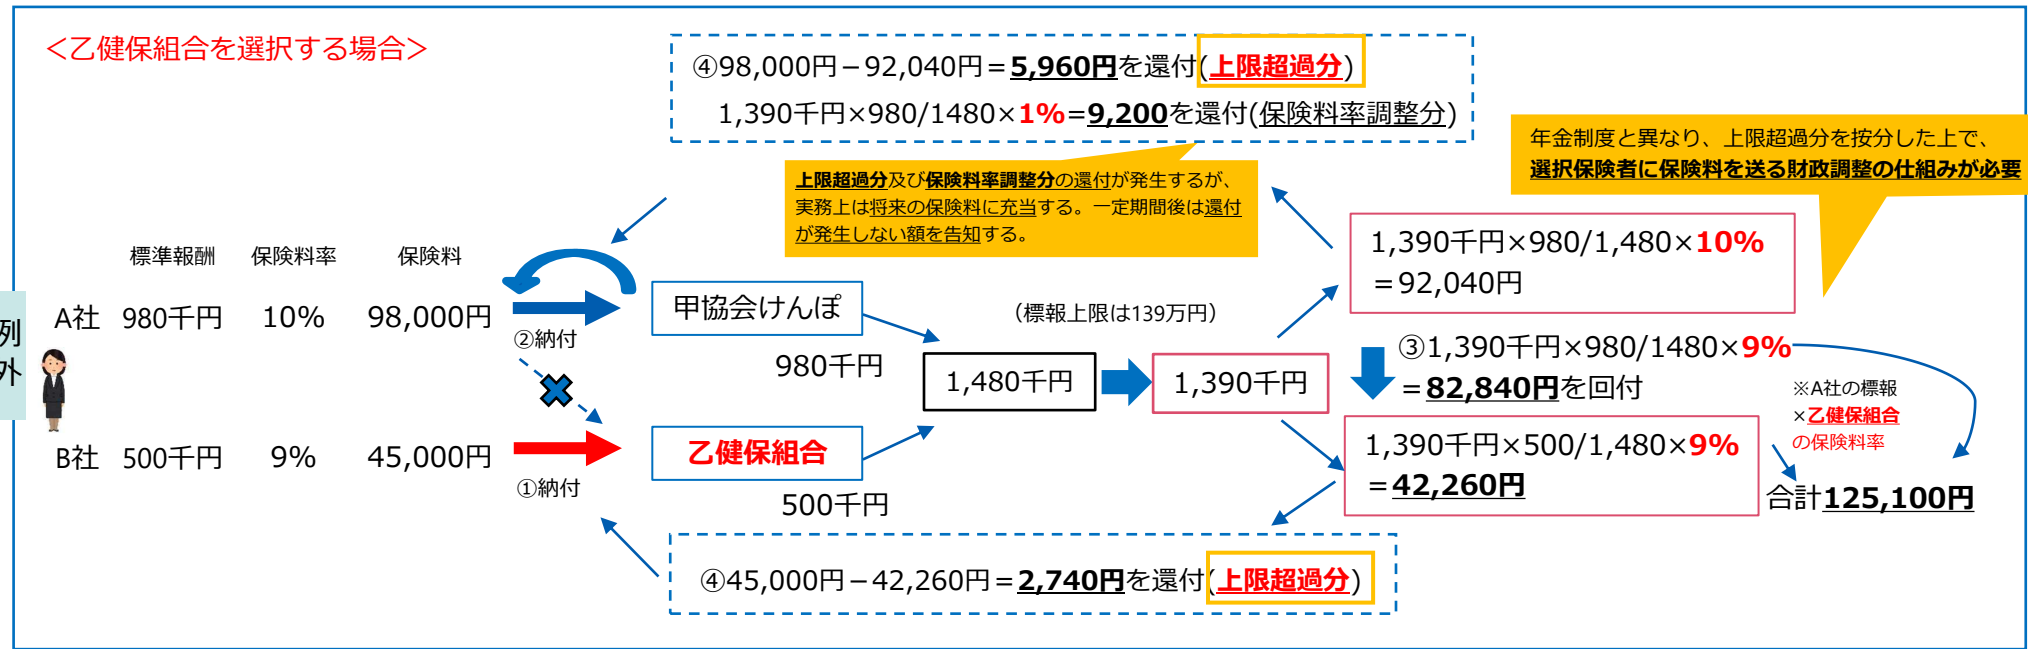 ＜乙健保組合を選択する場合＞
④98,000円－92,040円＝5,960円を還付(上限超過分)
1,390千円×980/1480×1%=9,200を還付(保険料率調整分)
年金制度と異なり、上限超過分を按分した上で、
選択保険者に保険料を送る財政調整の仕組みが必要
上限超過分及び保険料率調整分の還付が発生するが、
実務上は将来の保険料に充当する。一定期間後は還付
が発生しない額を告知する。
標準報酬 保険料率 保険料
例
外
A社 980千円 10% 98,000円
②納付
甲協会けんぽ
980千円
（標報上限は139万円）
1,480千円
1,390千円
1,390千円×980/1,480×10%
＝92,040円
③1,390千円×980/1480×9%
＝82,840円を回付
※A社の標報
×乙健保組合
の保険料率
B社 500千円 9% 45,000円
①納付
乙健保組合
500千円
1,390千円×500/1,480×9%
＝42,260円
合計125,100円
④45,000円－42,260円＝2,740円を還付(上限超過分)